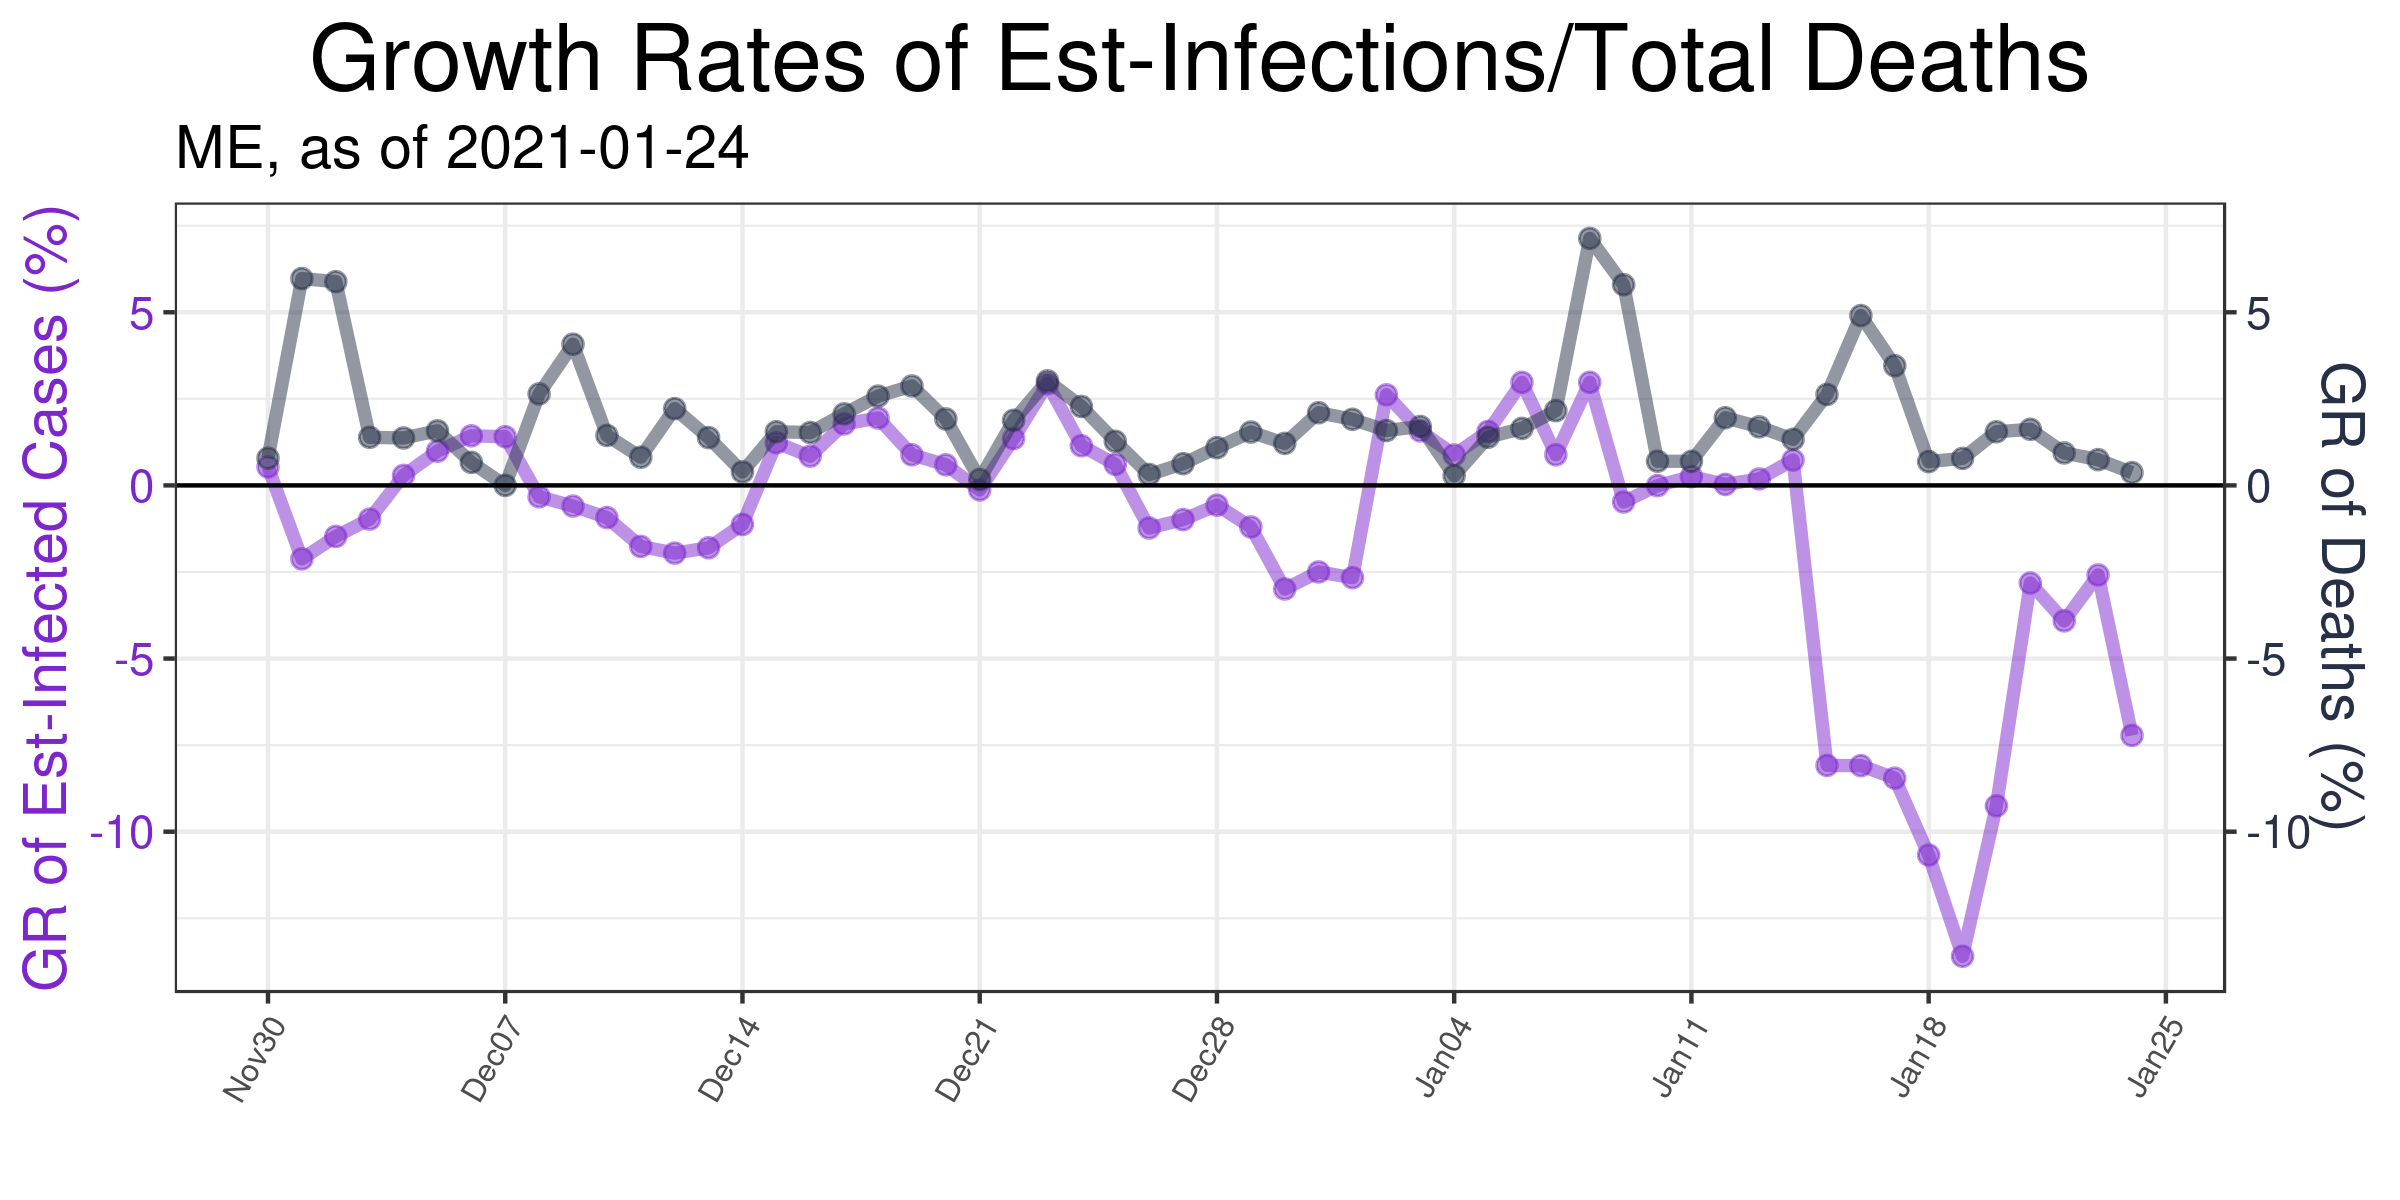 Growth Rates of Est-Infections/Total Deaths
ME, as of 2021-01-24
GR of Est-Infected Cases (%)
5
0
-5
-10
5
0
-5
-10
GR of Deaths (%)
Nov30
Dec07
Dec14
Dec21
Dec28
Jan04
Jan11
Jan18
Jan25